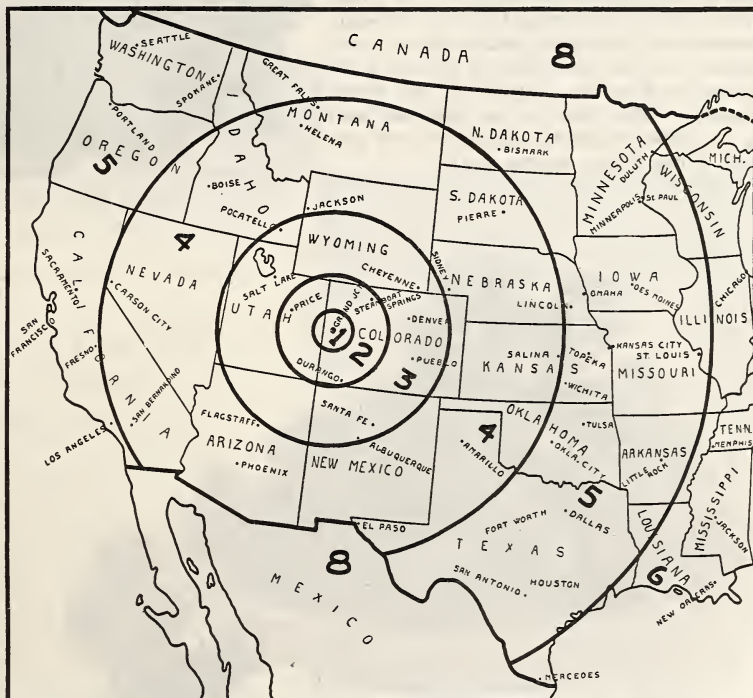 CANADA
8
SEATTLE
WASHINGTON
SPOKANE
GREAT FALLS
MONTANA
HELENA
N. DAKOTA
BISMARK
MINNESOTA
DULUTH
MICH.
PORTLAND
OREGON
5
IDAHO
BOISE
POCATELLO
JACKSON
S. DAKOTA
PIERRE
MINNEAPOLIS
ST PAUL
WISCONSIN
4
WYOMING
CHEYENNE
SIDNEY
NEBRASKA
LINCOLN
IOWA
OMAHA
DES MOINES
CHICAGO
ILLINOIS
CALIFORNIA
SACRAMENTO
NEVADA
CARSON CITY
SALT LAKE
UTAH
PRICE
GRAND JCT
STEAMBOAT
SPRINGS
DENVER
COLORADO
PUEBLO
1
2
3
DURANGO
SAN
FRANCISCO
FRESNO
SAN BERNARDINO
LOS ANGELES
SALINA
TOPEKA
KANSAS
WICHITA
KANSAS CITY
ST. LOUIS
MISSOURI
FLAGSTAFF
ARIZONA
PHOENIX
SANTA FE
ALBUQUERQUE
NEW MEXICO
4
AMARILLO
OKLAHOMA
TULSA
OKLA. CITY
ARKANSAS
LITTLE
ROCK
TENN.
MEMPHIS
MISSISSIPPI
JACKSON
5
EL PASO
FORT WORTH
DALLAS
TEXAS
SAN ANTONIO
HOUSTON
LOUISIANA
6
NEW ORLEANS
8
MEXICO
MERCEDES